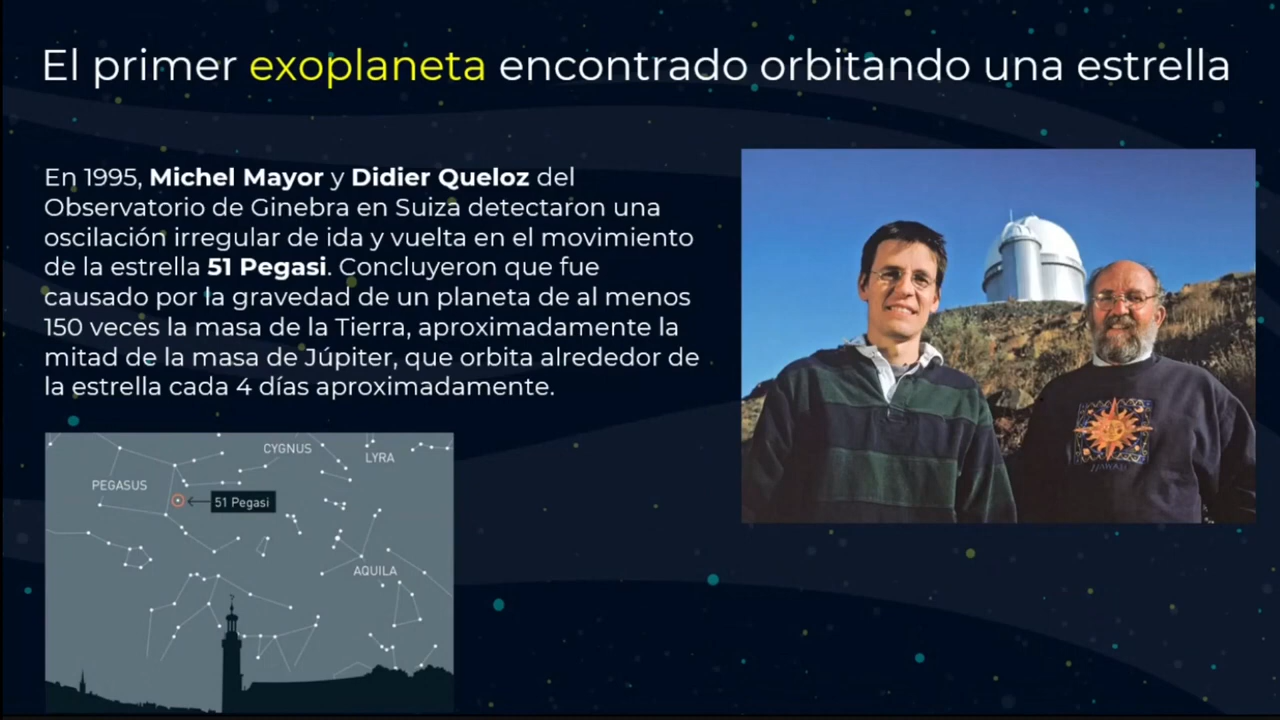 El primer exoplaneta encontrado orbitando una estrella
En 1995, Michel Mayor y Didier Queloz del
Observatorio de Ginebra en Suiza detectaron una
oscilación irregular de ida y vuelta en el movimiento
de la estrella 51 Pegasi. Concluyeron que fue
causado por la gravedad de un planeta de al menos
150 veces la masa de la Tierra, aproximadamente la
mitad de la masa de Júpiter, que orbita alrededor de
la estrella cada 4 días aproximadamente.
CYGNUS
LYRA
PEGASUS
51 Pegasi
AQUILA
HAWAII